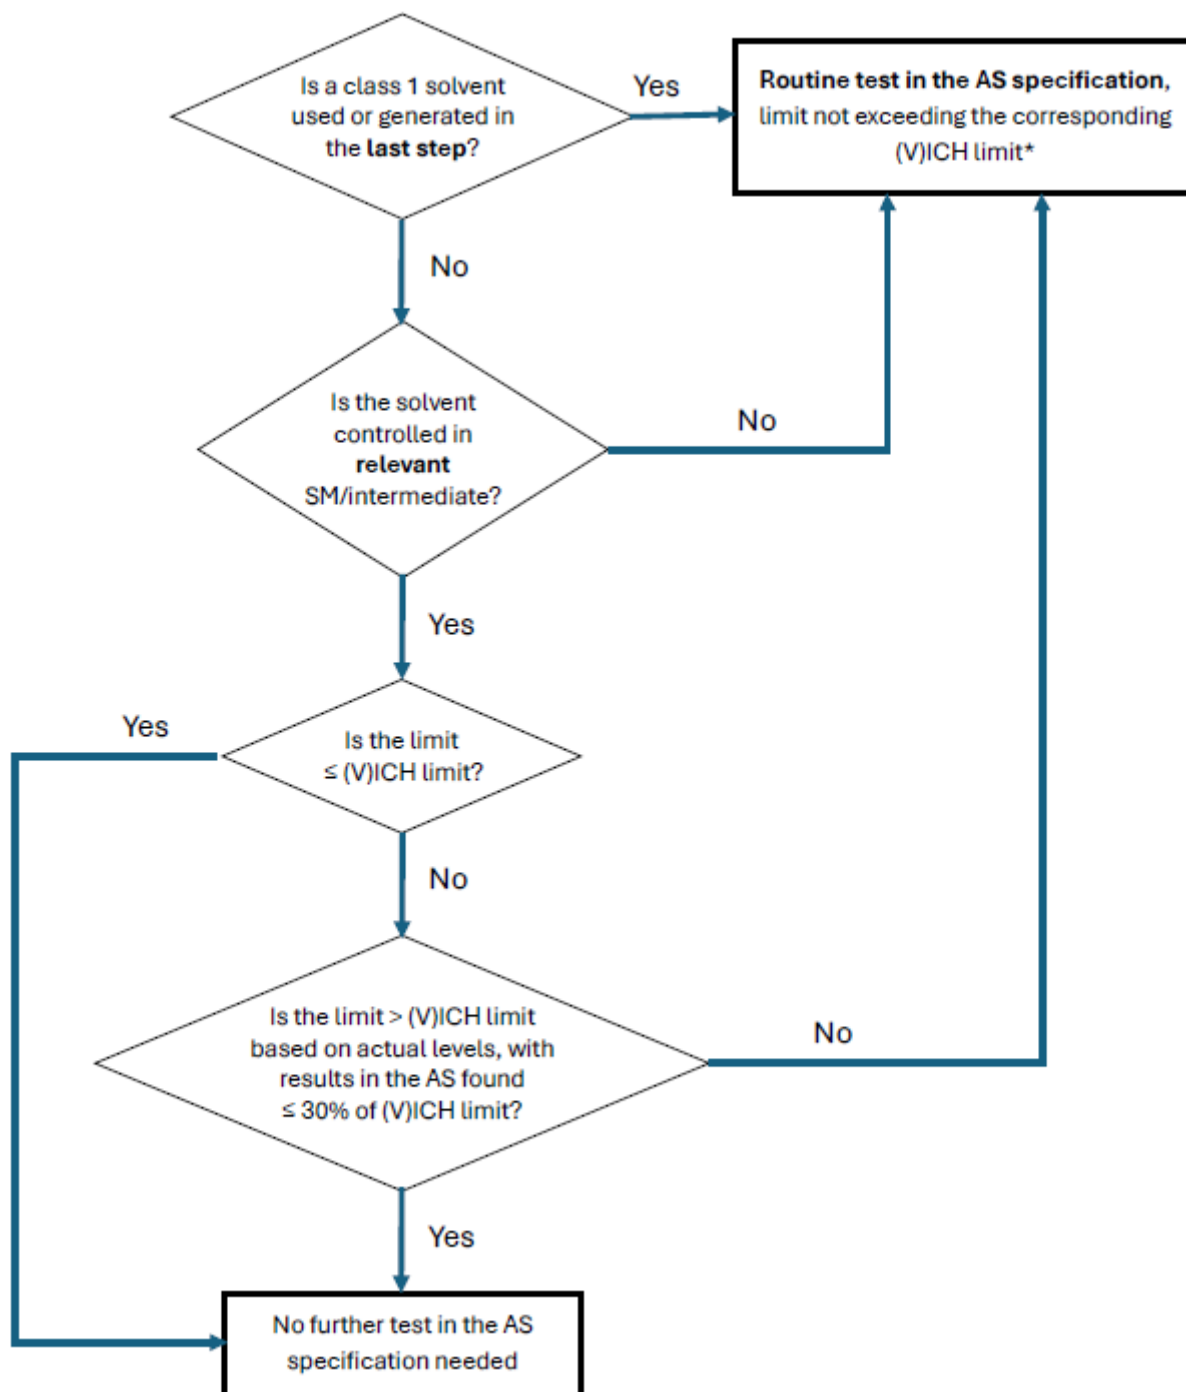 Is a class 1 solvent
used or generated in
the last step?
Yes
Routine test in the AS specification,
limit not exceeding the corresponding
(V)ICH limit*
No
Is the solvent
controlled in
relevant
SM/intermediate?
No
Yes
Yes
Is the limit
≤ (V)ICH limit?
No
Is the limit > (V)ICH limit
based on actual levels, with
results in the AS found
≤ 30% of (V)ICH limit?
No
Yes
No further test in the AS
specification needed